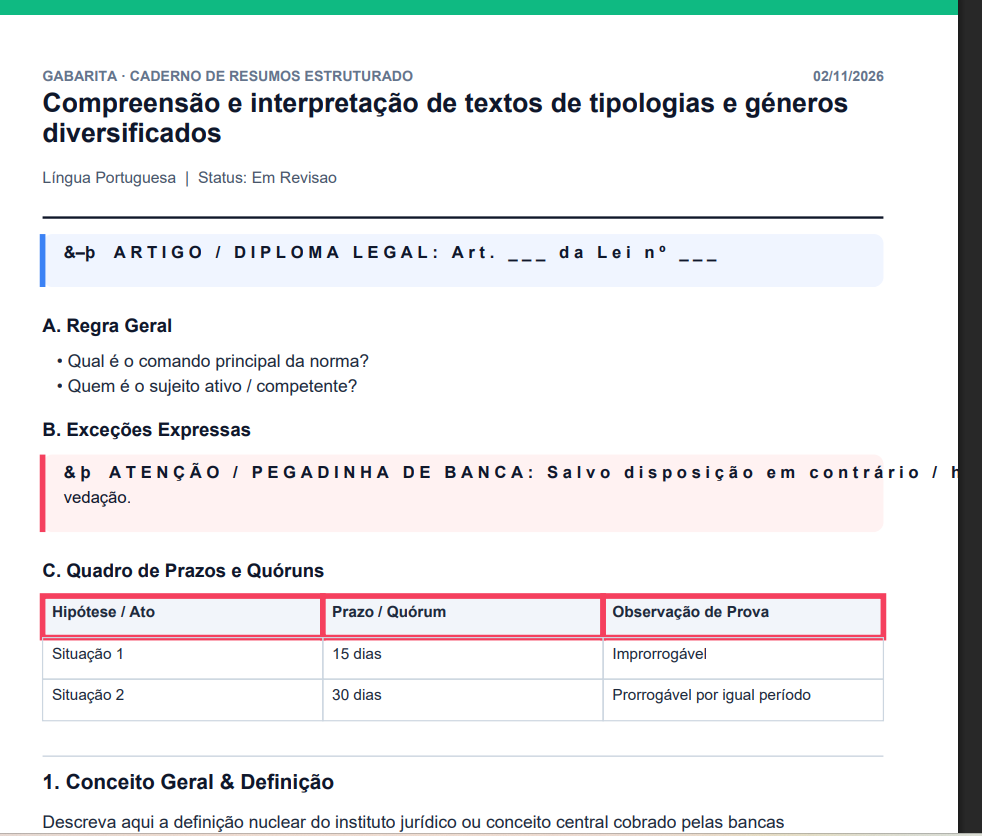 GABARITA · CADERNO DE RESUMOS ESTRUTURADO 02/11/2026
Compreensão e interpretação de textos de tipologias e gêneros
diversificados
Língua Portuguesa | Status: Em Revisao
&–þ ARTIGO / DIPLOMA LEGAL: Art. ___ da Lei nº ___
A. Regra Geral
• Qual é o comando principal da norma?
• Quem é o sujeito ativo / competente?
B. Exceções Expressas
&þ ATENÇÃO / PEGADINHA DE BANCA: Salvo disposição em contrário /
vedação.
C. Quadro de Prazos e Quóruns
Hipótese / Ato Prazo / Quórum Observação de Prova
Situação 1 15 dias Improrrogável
Situação 2 30 dias Prorrogável por igual período
1. Conceito Geral & Definição
Descreva aqui a definição nuclear do instituto jurídico ou conceito central cobrado pelas bancas